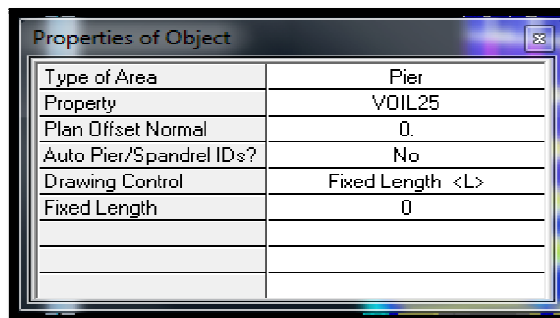 Properties of Object
Type of Area Pier
Property VOIL25
Plan Offset Normal 0.
Auto Pier/Spandrel IDs? No
Drawing Control Fixed Length <L>
Fixed Length 0